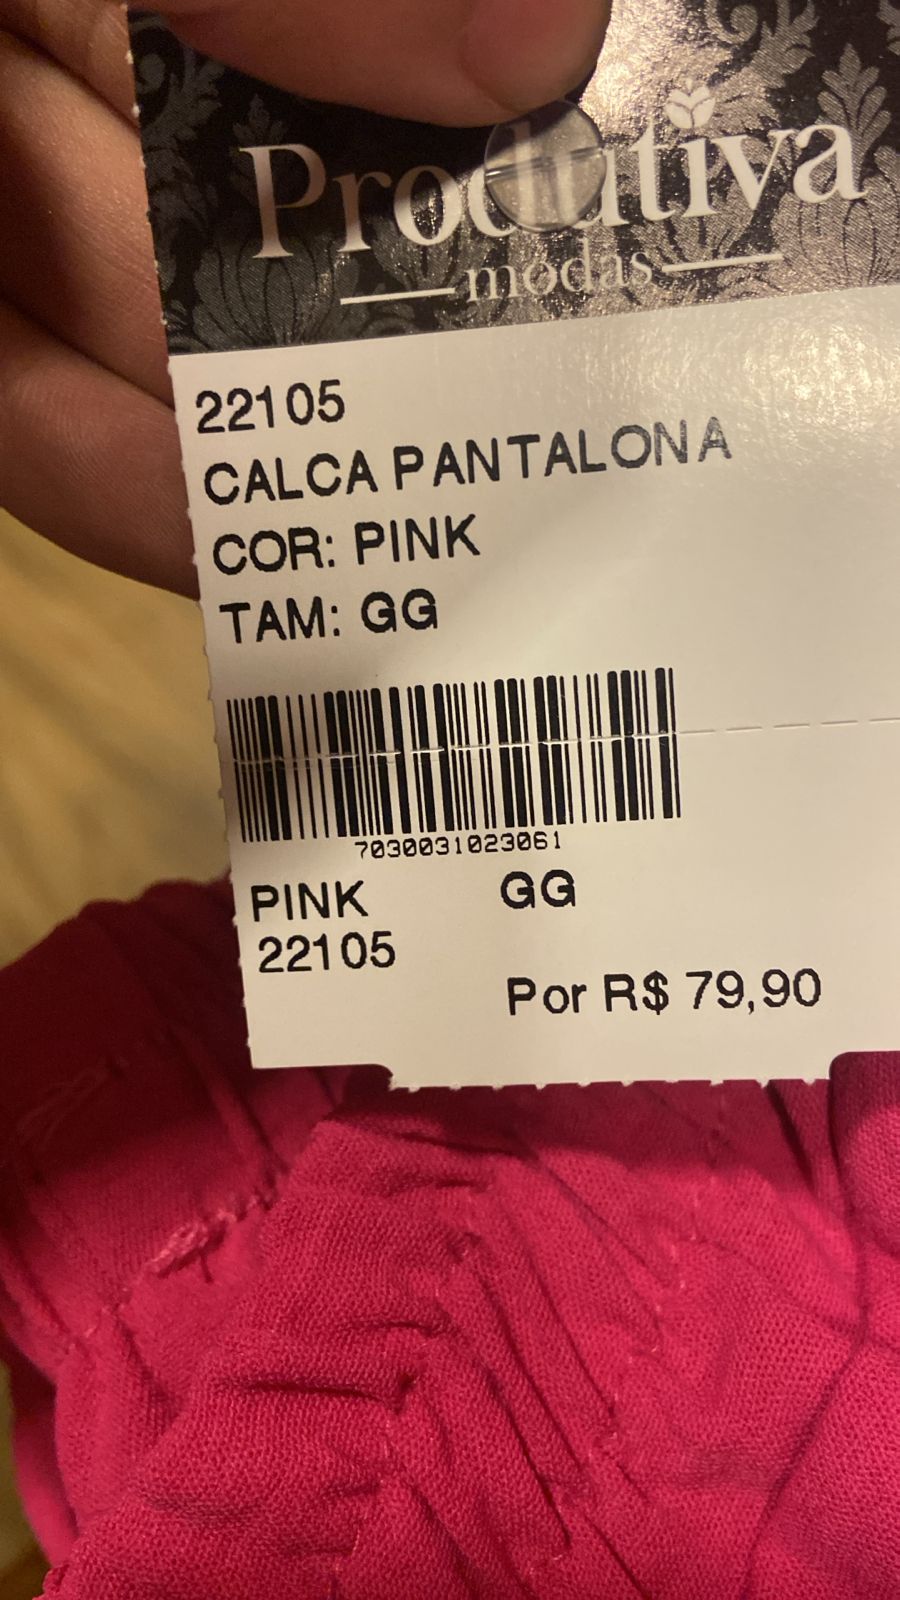 Produtiva
modas
22105
CALCA PANTALONA
COR: PINK
TAM: GG
7030031023061
PINK GG
22105
Por R$ 79,90